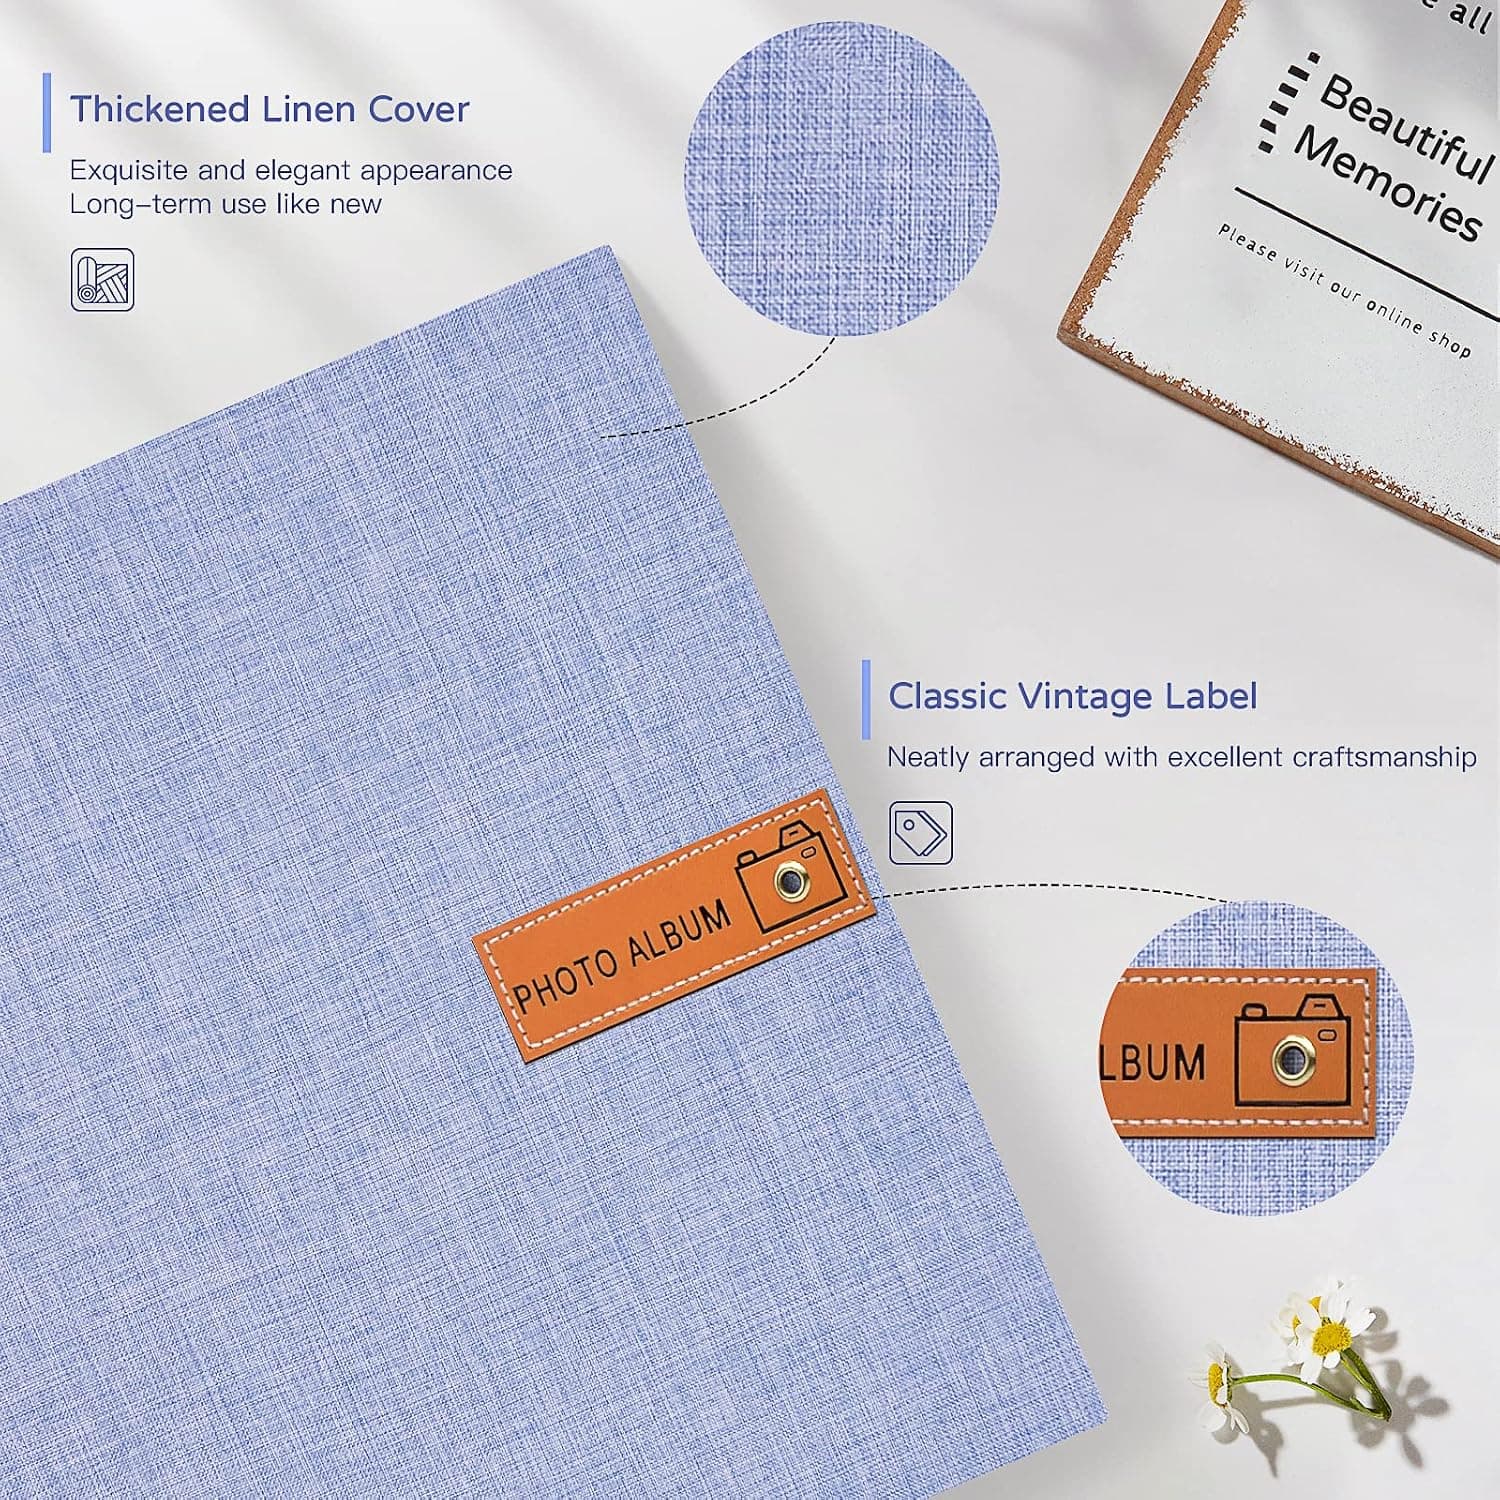 Thickened Linen Cover
Exquisite and elegant appearance
Long-term use like new
all
Beautiful
Memories
Please visit our online shop
Classic Vintage Label
Neatly arranged with excellent craftsmanship
PHOTO ALBUM
LBUM